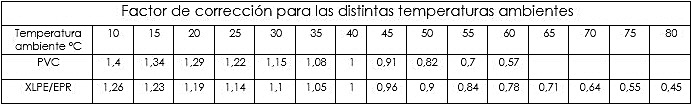 Factor de corrección para las distintas temperaturas ambientes
Temperatura ambiente °C 10 15 20 25 30 35 40 45 50 55 60 65 70 75 80
PVC 1,4 1,34 1,29 1,22 1,15 1,08 1 0,91 0,82 0,7 0,57
XLPE/EPR 1,26 1,23 1,19 1,14 1,1 1,05 1 0,96 0,9 0,84 0,78 0,71 0,64 0,55 0,45